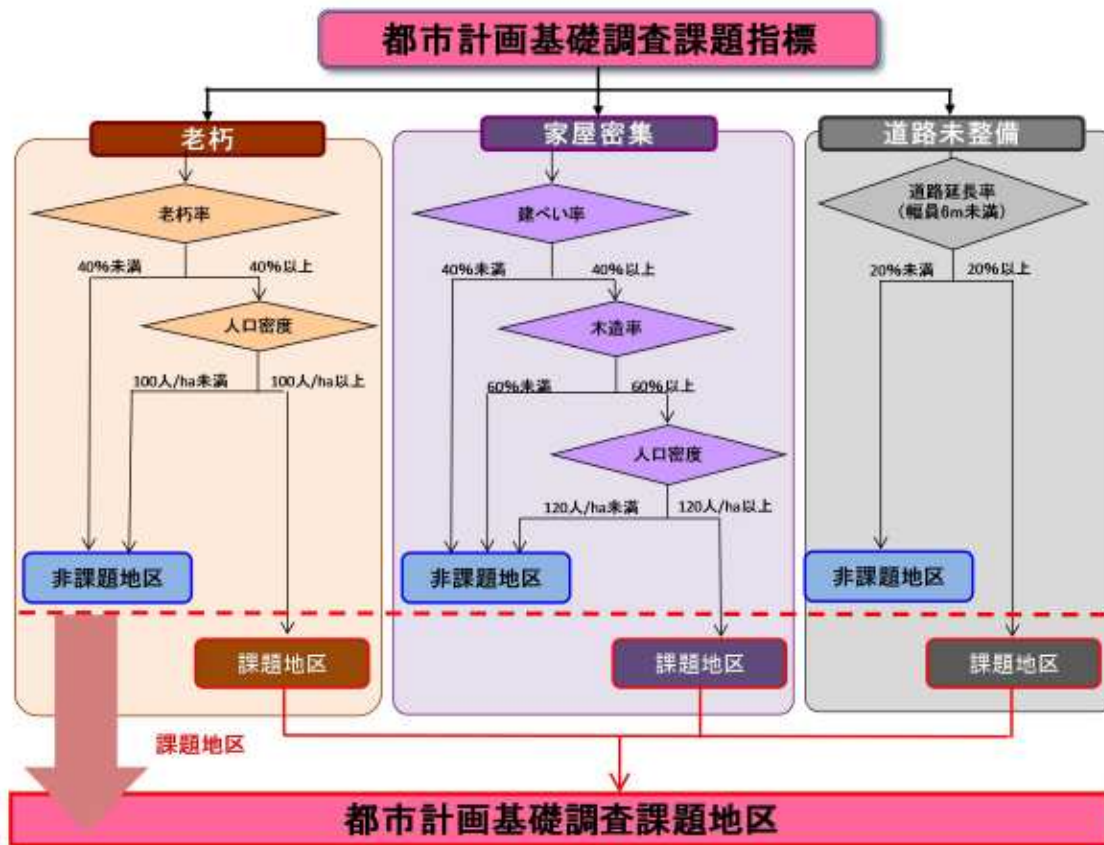 都市計画基礎調査課題指標
老朽
家屋密集
道路未整備
老朽率
建ぺい率
道路延長率
(幅員6m未満)
40%未満
40%以上
40%未満
40%以上
20%未満
20%以上
人口密度
木造率
100人/ha未満
100人/ha以上
60%未満
60%以上
人口密度
120人/ha未満
120人/ha以上
非課題地区
非課題地区
非課題地区
課題地区
課題地区
課題地区
課題地区
都市計画基礎調査課題地区